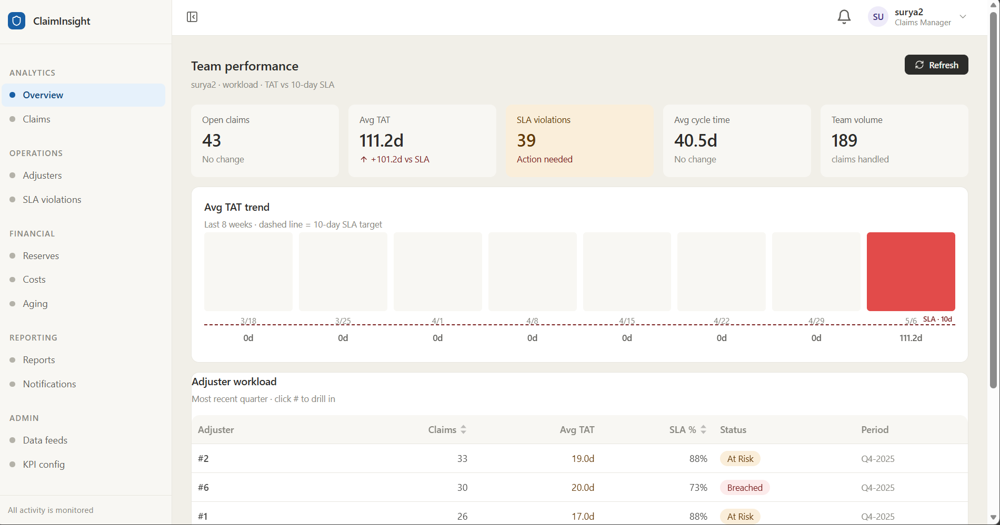 ClaimInsight
SU
surya2
Claims Manager
ANALYTICS
Overview
Claims
OPERATIONS
Adjusters
SLA violations
FINANCIAL
Reserves
Costs
Aging
REPORTING
Reports
Notifications
ADMIN
Data feeds
KPI config
All activity is monitored
Team performance
surya2 · workload · TAT vs 10-day SLA
Refresh
Open claims
43
No change
Avg TAT
111.2d
↑ +101.2d vs SLA
SLA violations
39
Action needed
Avg cycle time
40.5d
No change
Team volume
189
claims handled
Avg TAT trend
Last 8 weeks · dashed line = 10-day SLA target
3/18 3/25 4/1 4/8 4/15 4/22 4/29 5/6 SLA · 10d
0d 0d 0d 0d 0d 0d 0d 111.2d
Adjuster workload
Most recent quarter · click # to drill in
Adjuster Claims Avg TAT SLA % Status Period
#2 33 19.0d 88% At Risk Q4-2025
#6 30 20.0d 73% Breached Q4-2025
#1 26 17.0d 88% At Risk Q4-2025